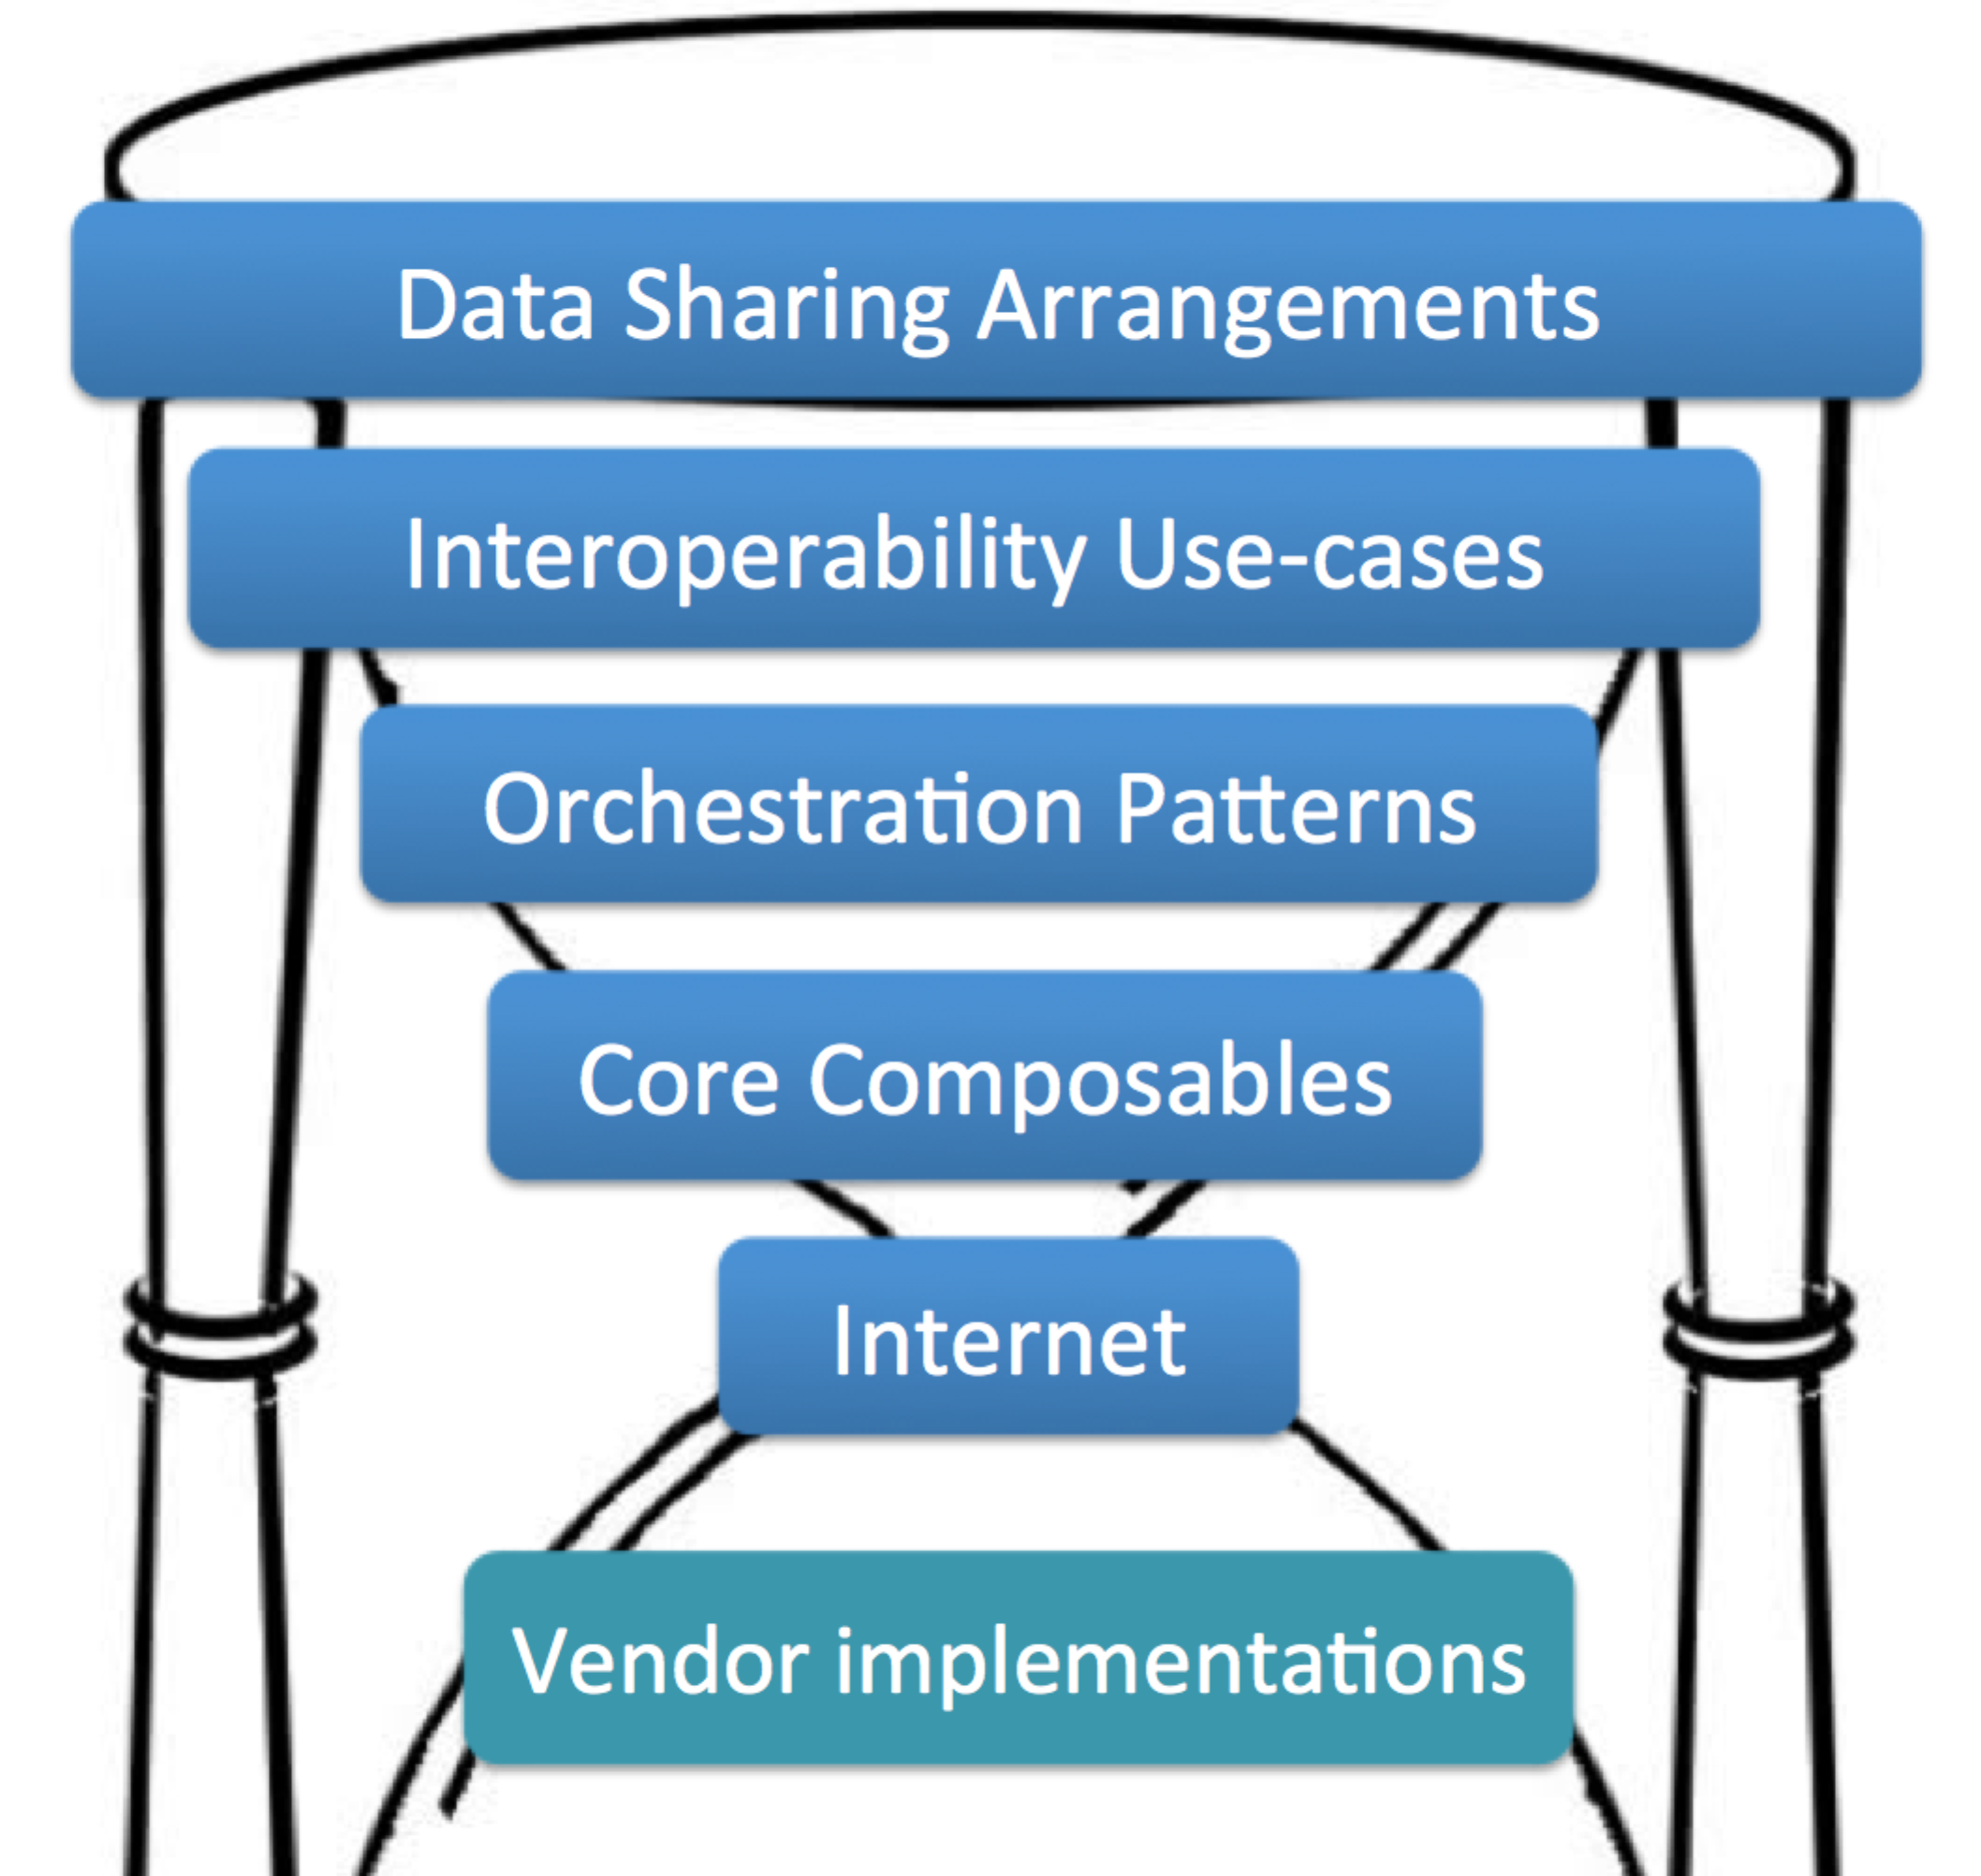 Data Sharing Arrangements
Interoperability Use-cases
Orchestration Patterns
Core Composables
Internet
Vendor implementations